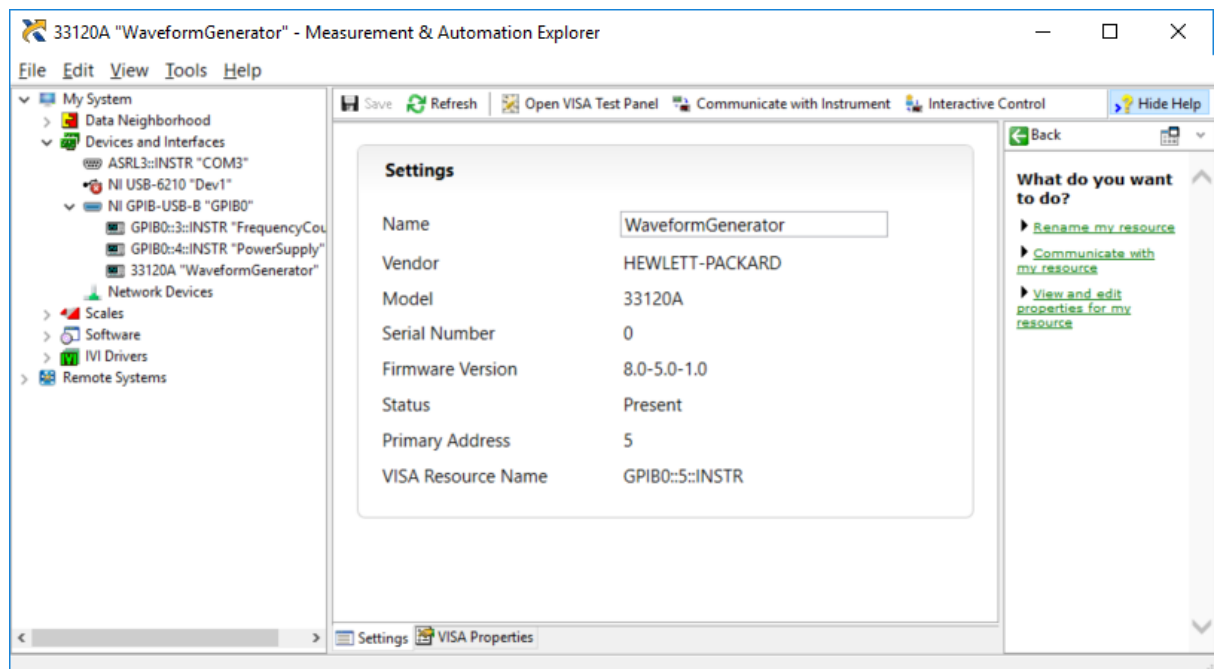 33120A "WaveformGenerator" - Measurement & Automation Explorer
File Edit View Tools Help
My System
Data Neighborhood
Devices and Interfaces
ASRL3::INSTR "COM3"
NI USB-6210 "Dev1"
NI GPIB-USB-B "GPIB0"
GPIB0::3::INSTR "FrequencyCou
GPIB0::4::INSTR "PowerSupply"
33120A "WaveformGenerator"
Network Devices
Scales
Software
IVI Drivers
Remote Systems
Save Refresh Open VISA Test Panel Communicate with Instrument Interactive Control Hide Help
Settings
Name WaveformGenerator
Vendor HEWLETT-PACKARD
Model 33120A
Serial Number 0
Firmware Version 8.0-5.0-1.0
Status Present
Primary Address 5
VISA Resource Name GPIB0::5::INSTR
Settings VISA Properties
Back
What do you want
to do?
Rename my resource
Communicate with
my resource
View and edit
properties for my
resource